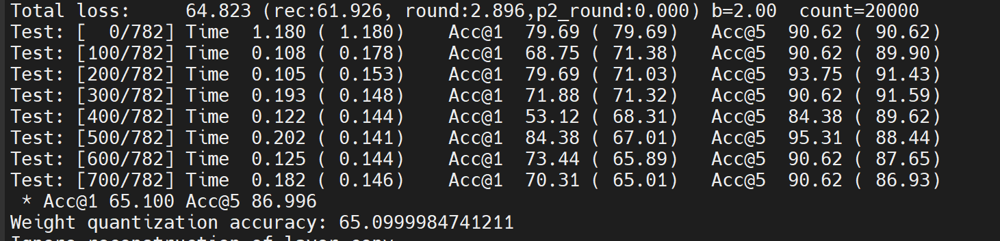 Total loss:     64.823 (rec:61.926, round:2.896,p2_round:0.000) b=2.00  count=20000
Test: [  0/782] Time  1.180 ( 1.180)    Acc@1  79.69 ( 79.69)   Acc@5  90.62 ( 90.62)
Test: [100/782] Time  0.108 ( 0.178)    Acc@1  68.75 ( 71.38)   Acc@5  90.62 ( 89.90)
Test: [200/782] Time  0.105 ( 0.153)    Acc@1  79.69 ( 71.03)   Acc@5  93.75 ( 91.43)
Test: [300/782] Time  0.193 ( 0.148)    Acc@1  71.88 ( 71.32)   Acc@5  90.62 ( 91.59)
Test: [400/782] Time  0.122 ( 0.144)    Acc@1  53.12 ( 68.31)   Acc@5  84.38 ( 89.62)
Test: [500/782] Time  0.202 ( 0.141)    Acc@1  84.38 ( 67.01)   Acc@5  95.31 ( 88.44)
Test: [600/782] Time  0.125 ( 0.144)    Acc@1  73.44 ( 65.89)   Acc@5  90.62 ( 87.65)
Test: [700/782] Time  0.182 ( 0.146)    Acc@1  70.31 ( 65.01)   Acc@5  90.62 ( 86.93)
 * Acc@1 65.100 Acc@5 86.996
Weight quantization accuracy: 65.0999984741211
Ignore reconstruction of layer